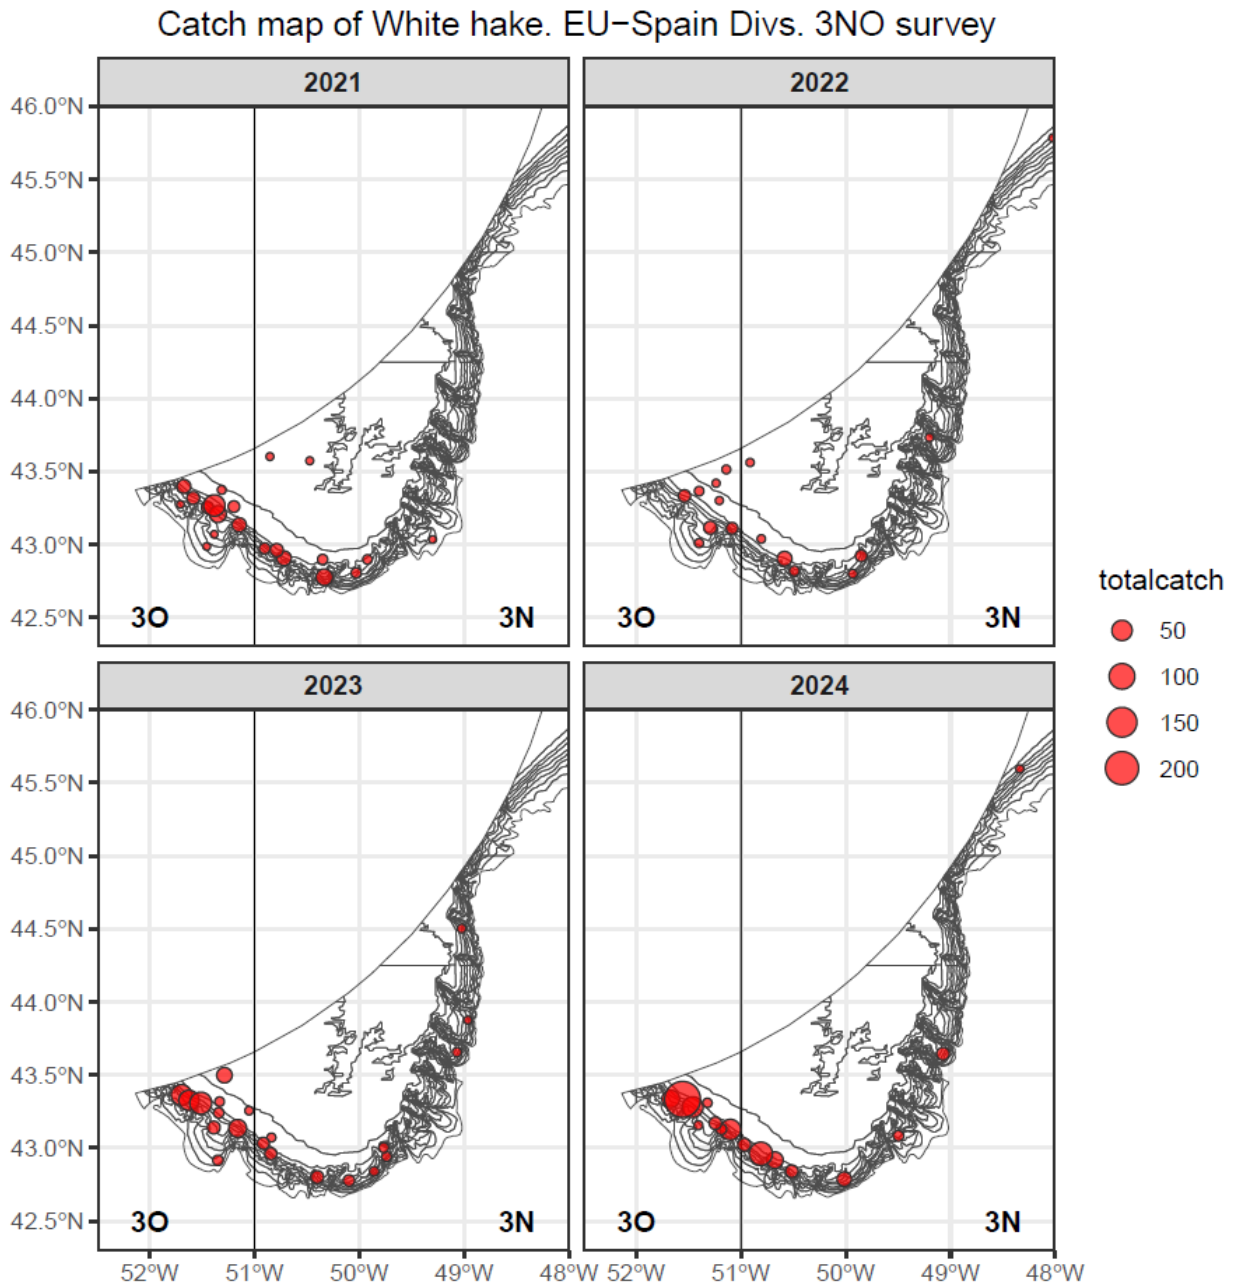 Catch map of White hake. EU−Spain Divs. 3NO survey
2021
2022
46.0°N
45.5°N
45.0°N
44.5°N
44.0°N
43.5°N
43.0°N
42.5°N
3O
3N
3O
3N
2023
2024
46.0°N
45.5°N
45.0°N
44.5°N
44.0°N
43.5°N
43.0°N
42.5°N
3O
3N
3O
3N
52°W 51°W 50°W 49°W 48°W 52°W 51°W 50°W 49°W 48°W
totalcatch
50
100
150
200